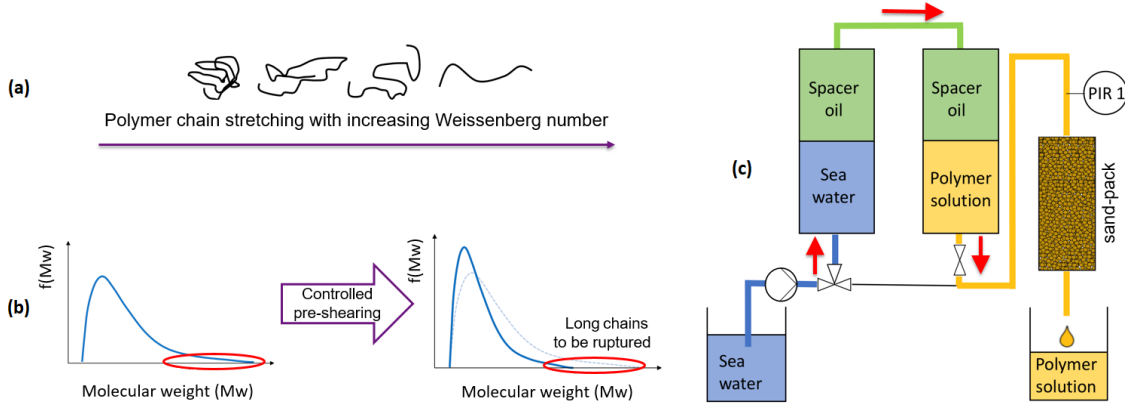 (a)
Polymer chain stretching with increasing Weissenberg number
(b)
f(Mw)
Molecular weight (Mw)
Controlled
pre-shearing
f(Mw)
Long chains
to be ruptured
Molecular weight (Mw)
(c)
Spacer
oil
Sea
water
Spacer
oil
Polymer
solution
PIR 1
sand-pack
Sea
water
Polymer
solution